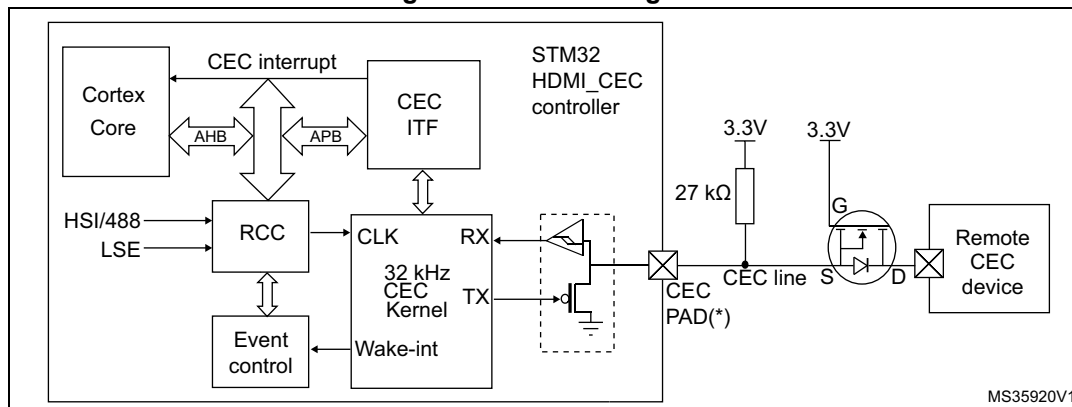 STM32
HDMI_CEC
controller
Cortex
Core
CEC interrupt
CEC
ITF
AHB
APB
3.3V
3.3V
27 kΩ
HSI/488
LSE
RCC
CLK
RX
32 kHz
CEC
Kernel
TX
Event
control
Wake-int
CEC
PAD(*)
CEC line
G
S
D
Remote
CEC
device
MS35920V1